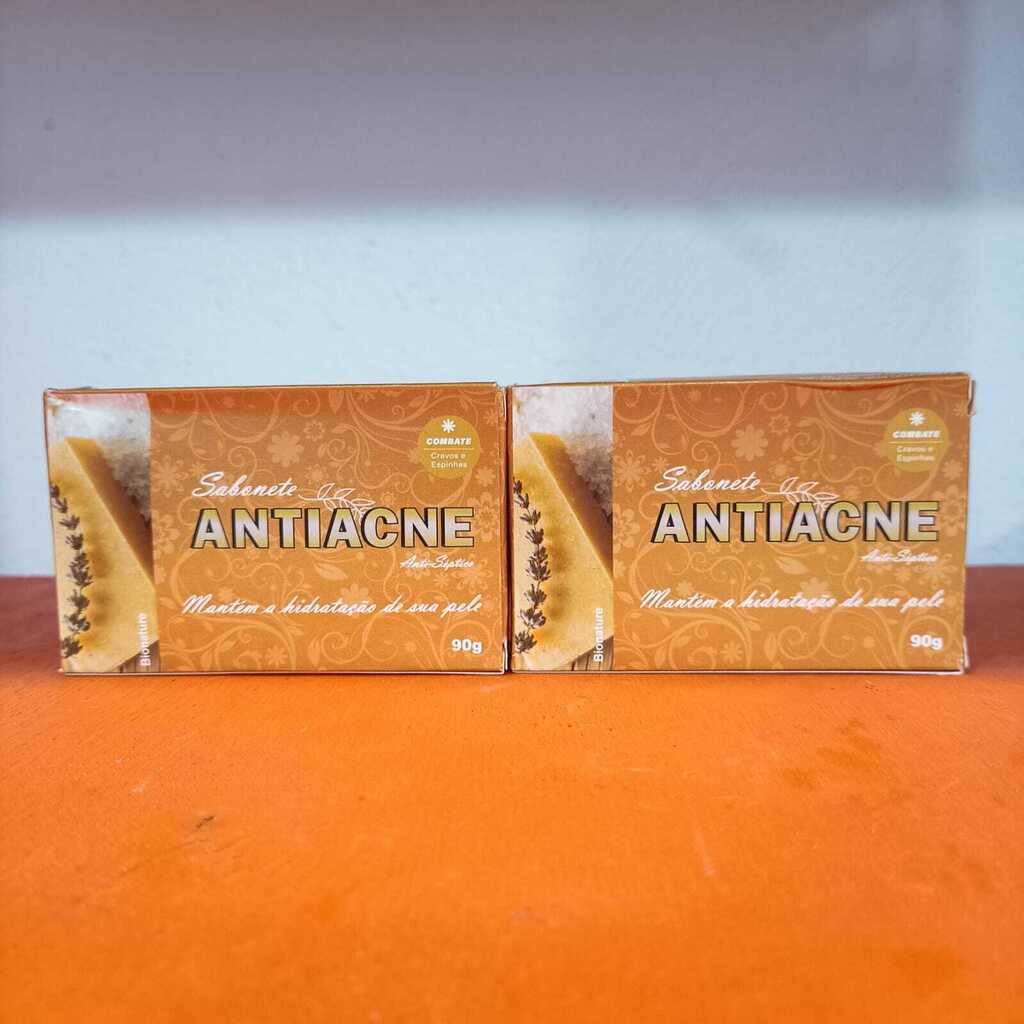 COMBATE
Cravos e
Espinhas
Sabonete
ANTIACNE
Anti-Séptico
Mantém a hidratação de sua pele
Bionature
90g
COMBATE
Cravos e
Espinhas
Sabonete
ANTIACNE
Anti-Séptico
Mantém a hidratação de sua pele
Bionature
90g